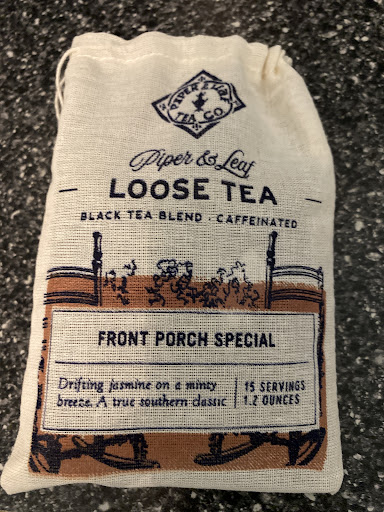 PIPER & LEAF
TEA CO.
Piper & Leaf
LOOSE TEA
BLACK TEA BLEND · CAFFEINATED
FRONT PORCH SPECIAL
Drifting jasmine on a minty
breeze. A true southern classic
15 SERVINGS
1.2 OUNCES